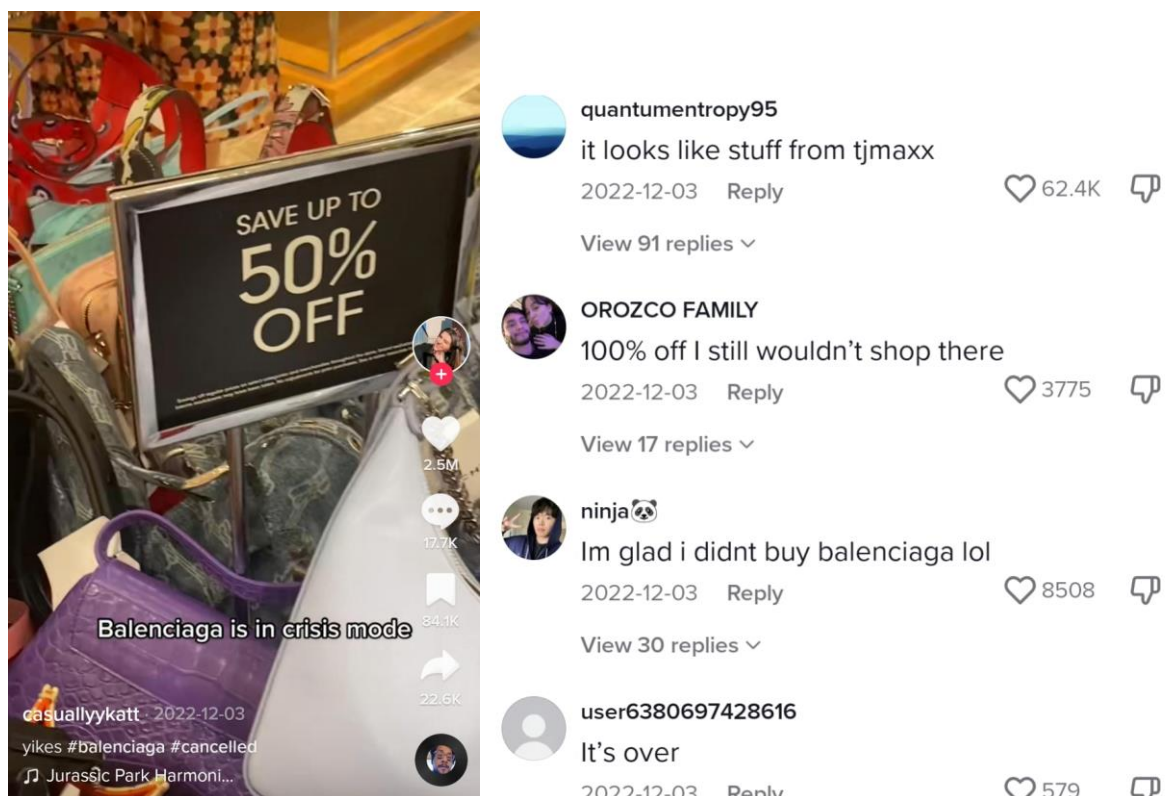 SAVE UP TO
50%
OFF
2.5M
17.7K
84.1K
22.6K
Balenciaga is in crisis mode
casuallyykatt · 2022-12-03
yikes #balenciaga #cancelled
Jurassic Park Harmoni...
quantumentropy95
it looks like stuff from tjmaxx
2022-12-03 Reply 62.4K
View 91 replies
OROZCO FAMILY
100% off I still wouldn't shop there
2022-12-03 Reply 3775
View 17 replies
ninja🐼
Im glad i didnt buy balenciaga lol
2022-12-03 Reply 8508
View 30 replies
user6380697428616
It's over
2022-12-03 Reply 579